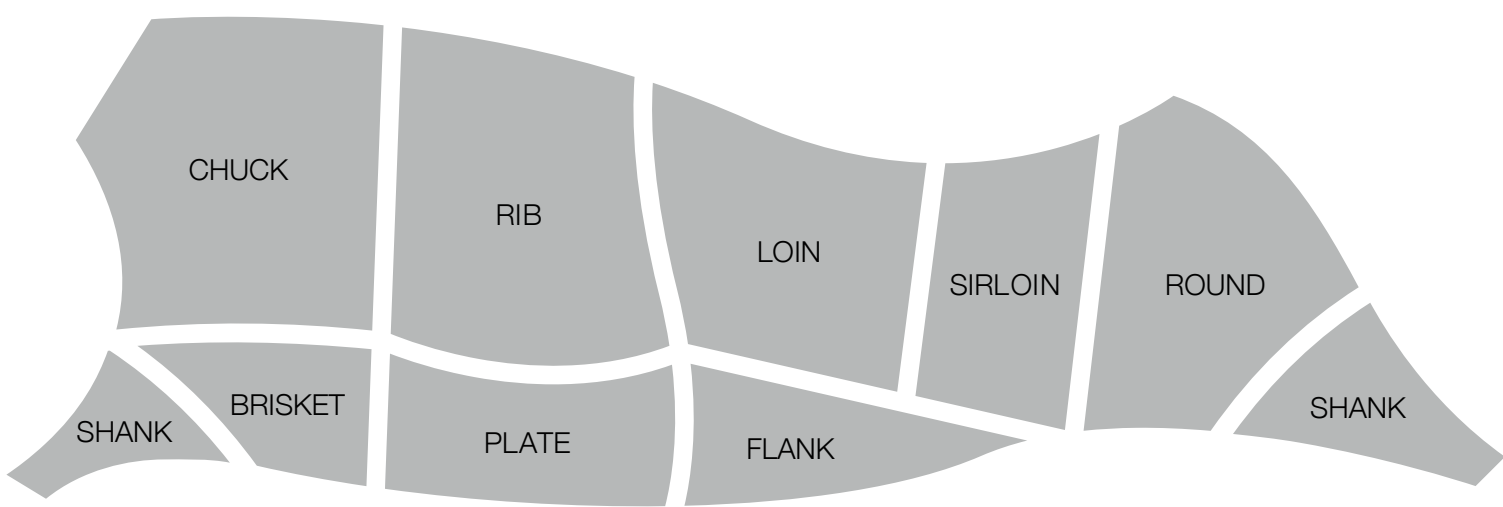 CHUCK
RIB
LOIN
SIRLOIN
ROUND
SHANK
BRISKET
PLATE
FLANK
SHANK